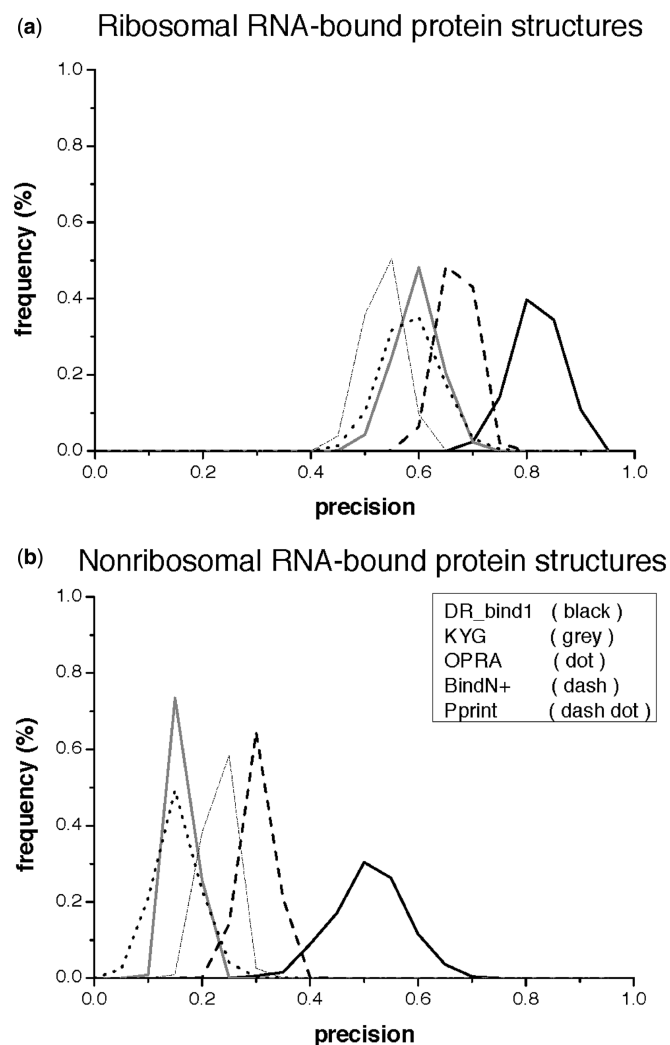 (a) Ribosomal RNA-bound protein structures
1.0
0.8
0.6
0.4
0.2
0.0
frequency (%)
0.0 0.2 0.4 0.6 0.8 1.0
precision
(b) Nonribosomal RNA-bound protein structures
1.0
0.8
0.6
0.4
0.2
0.0
frequency (%)
DR_bind1 ( black )
KYG ( grey )
OPRA ( dot )
BindN+ ( dash )
Pprint ( dash dot )
0.0 0.2 0.4 0.6 0.8 1.0
precision